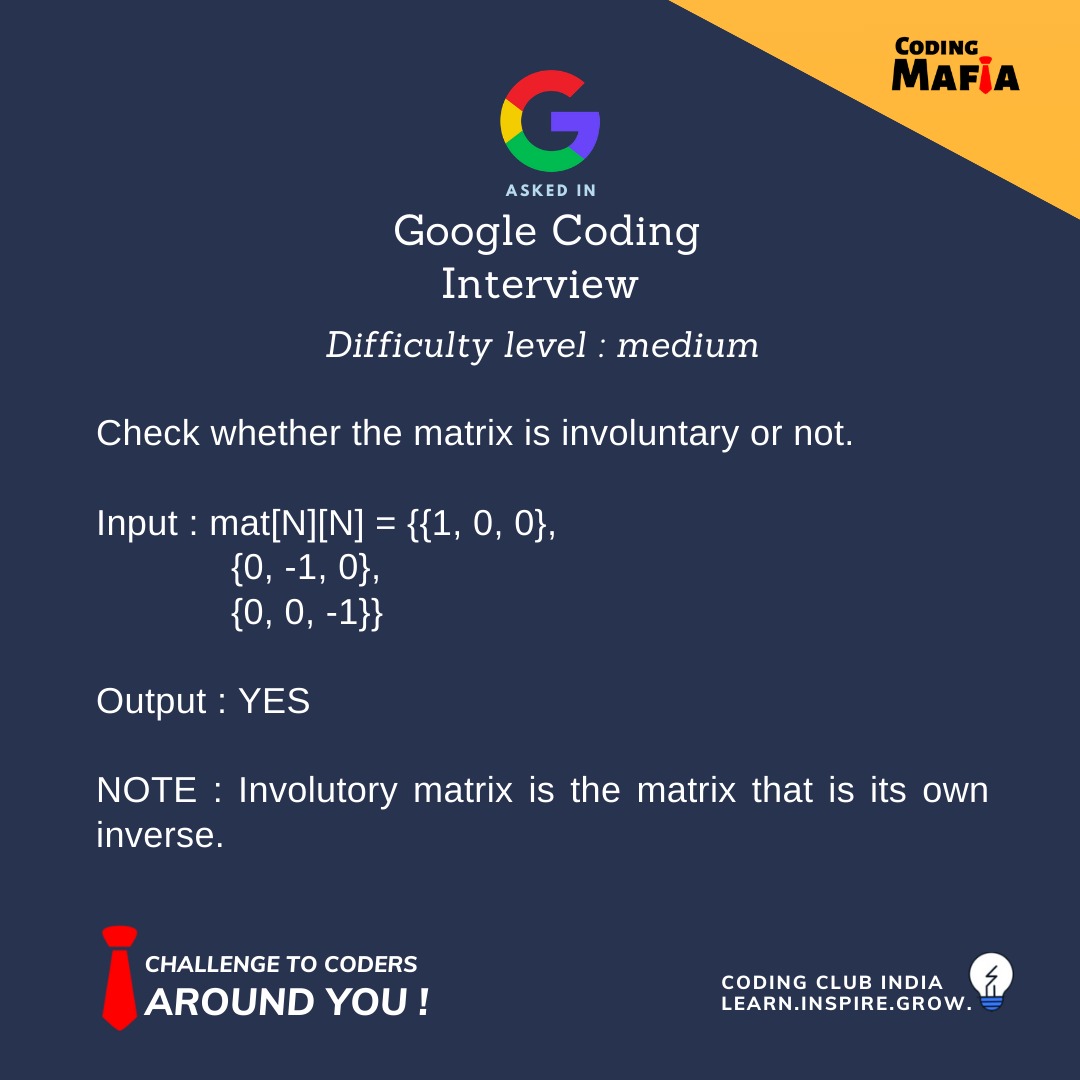 CODING
MAFIA
ASKED IN
Google Coding
Interview
Difficulty level : medium
Check whether the matrix is involuntary or not.
Input : mat[N][N] = {{1, 0, 0},
{0, -1, 0},
{0, 0, -1}}
Output : YES
NOTE : Involutory matrix is the matrix that is its own
inverse.
CHALLENGE TO CODERS
AROUND YOU !
CODING CLUB INDIA
LEARN.INSPIRE.GROW.